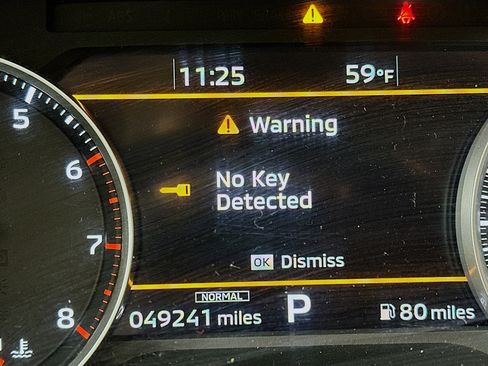 11:25 59°F
Warning
No Key
Detected
OK Dismiss
NORMAL
049241 miles P 80 miles
5
6
7
8